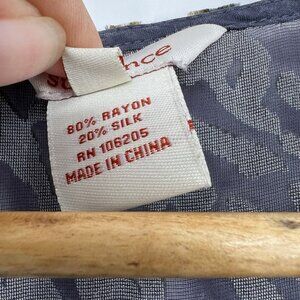 80% RAYON
20% SILK
RN 106205
MADE IN CHINA